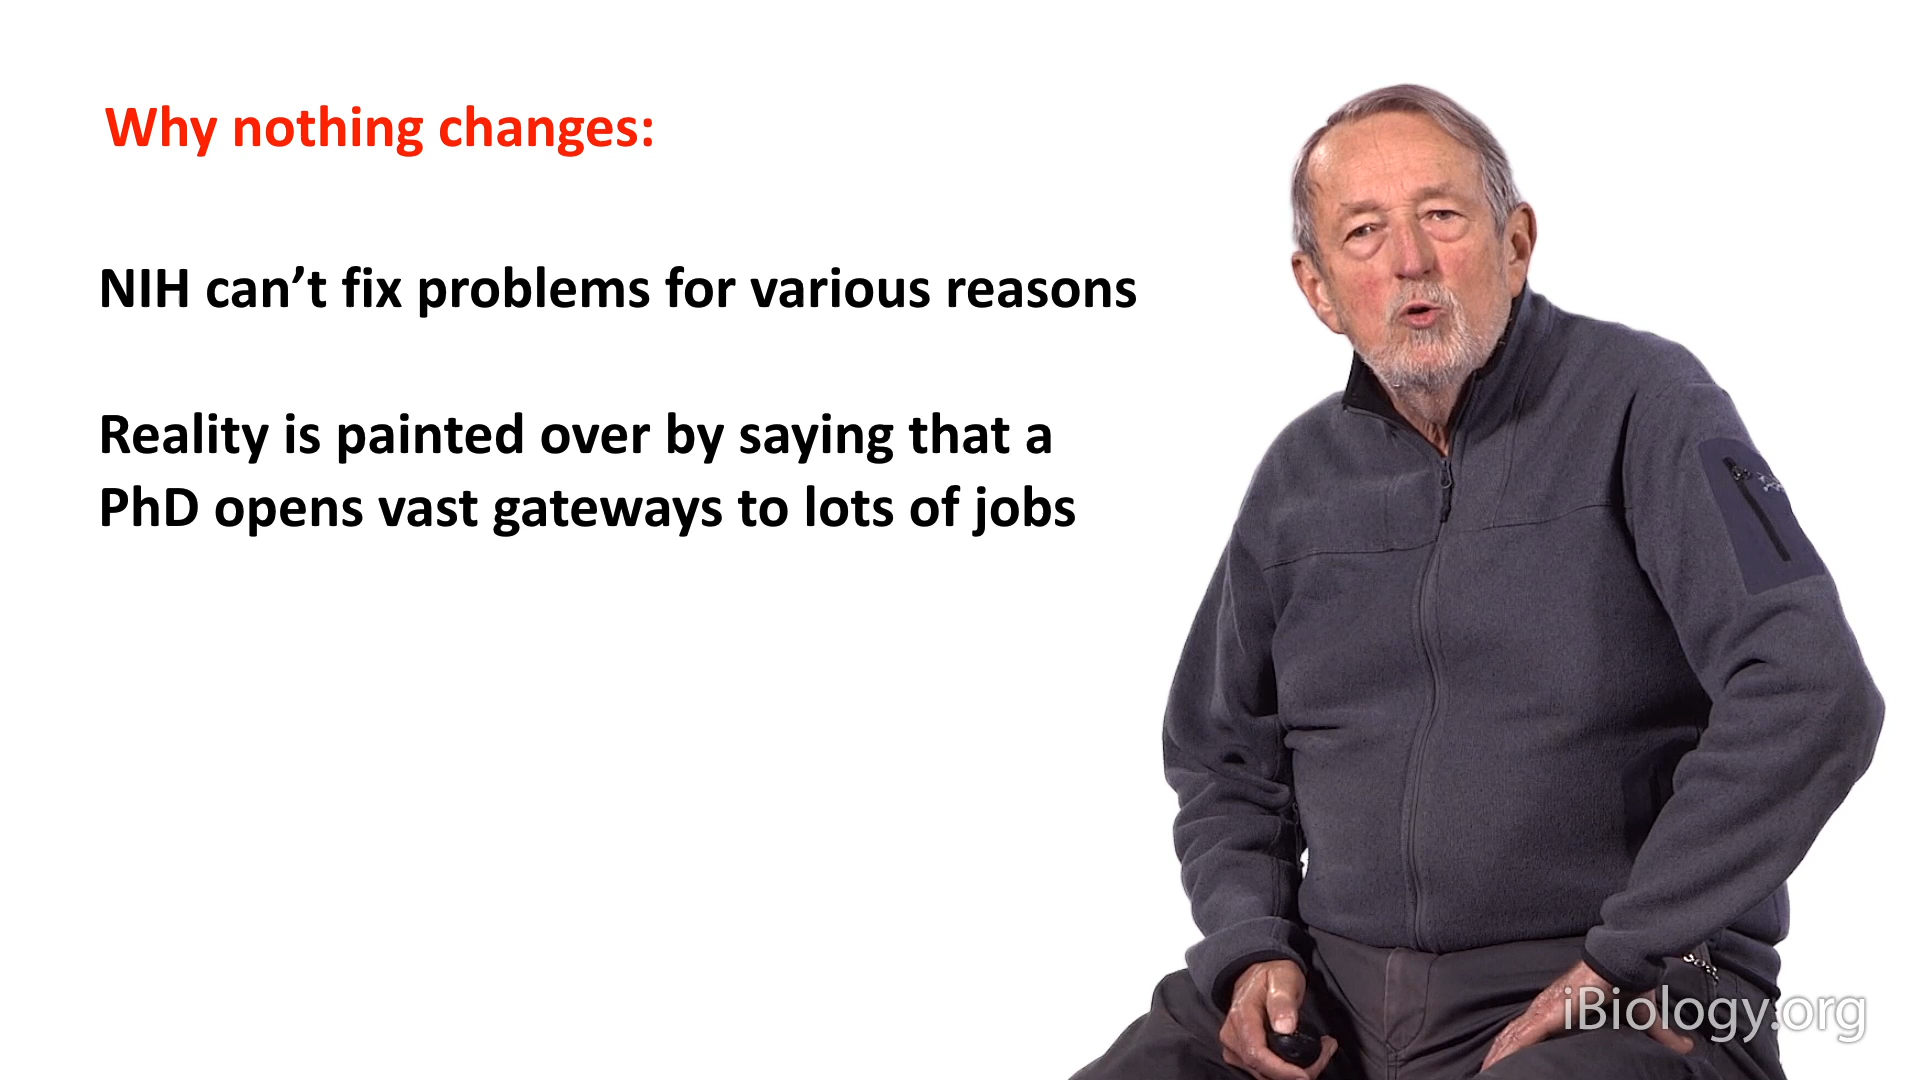 Why nothing changes:
NIH can’t fix problems for various reasons
Reality is painted over by saying that a
PhD opens vast gateways to lots of jobs
iBiology.org